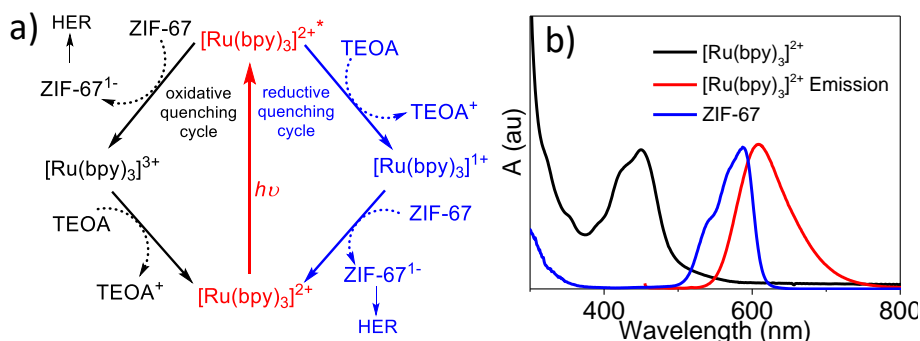 a)
HER
ZIF-67
[Ru(bpy)₃]²⁺*
TEOA
ZIF-67¹⁻
oxidative
quenching
cycle
reductive
quenching
cycle
TEOA⁺
[Ru(bpy)₃]³⁺
[Ru(bpy)₃]¹⁺
hυ
TEOA
ZIF-67
TEOA⁺
ZIF-67¹⁻
[Ru(bpy)₃]²⁺
HER
b)
[Ru(bpy)₃]²⁺
[Ru(bpy)₃]²⁺ Emission
ZIF-67
A (au)
400 600 800
Wavelength (nm)